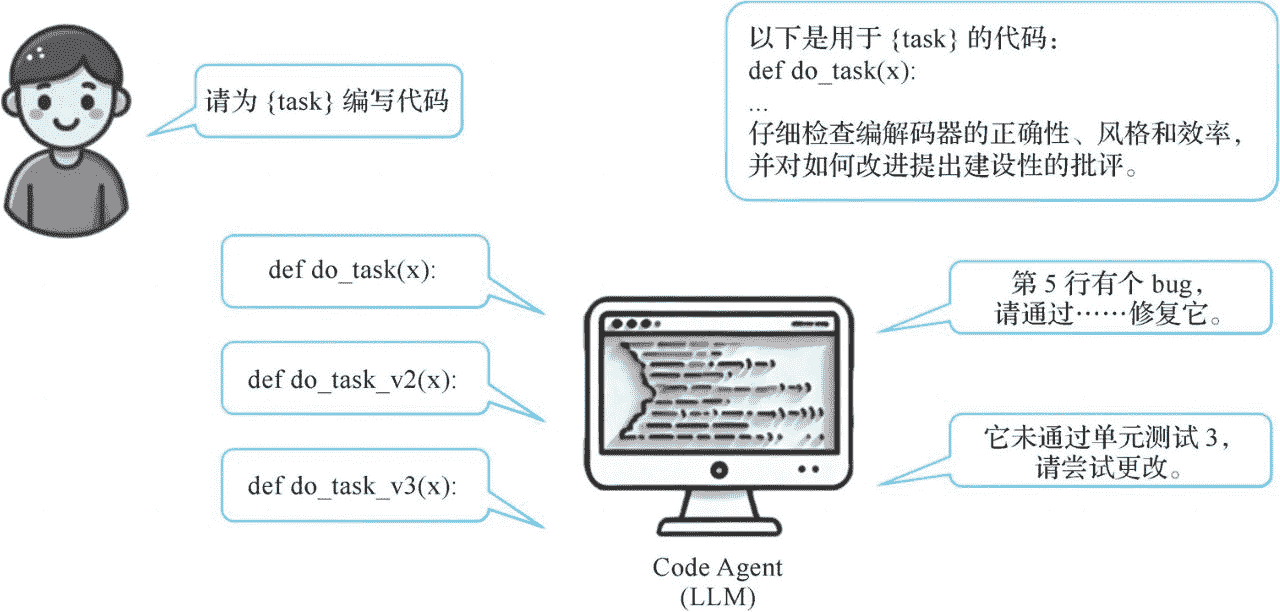 请为 {task} 编写代码
以下是用于 {task} 的代码：
def do_task(x):
...
仔细检查编解码器的正确性、风格和效率，
并对如何改进提出建设性的批评。
def do_task(x):
第 5 行有个 bug，
请通过……修复它。
def do_task_v2(x):
它未通过单元测试 3，
请尝试更改。
def do_task_v3(x):
Code Agent
(LLM)